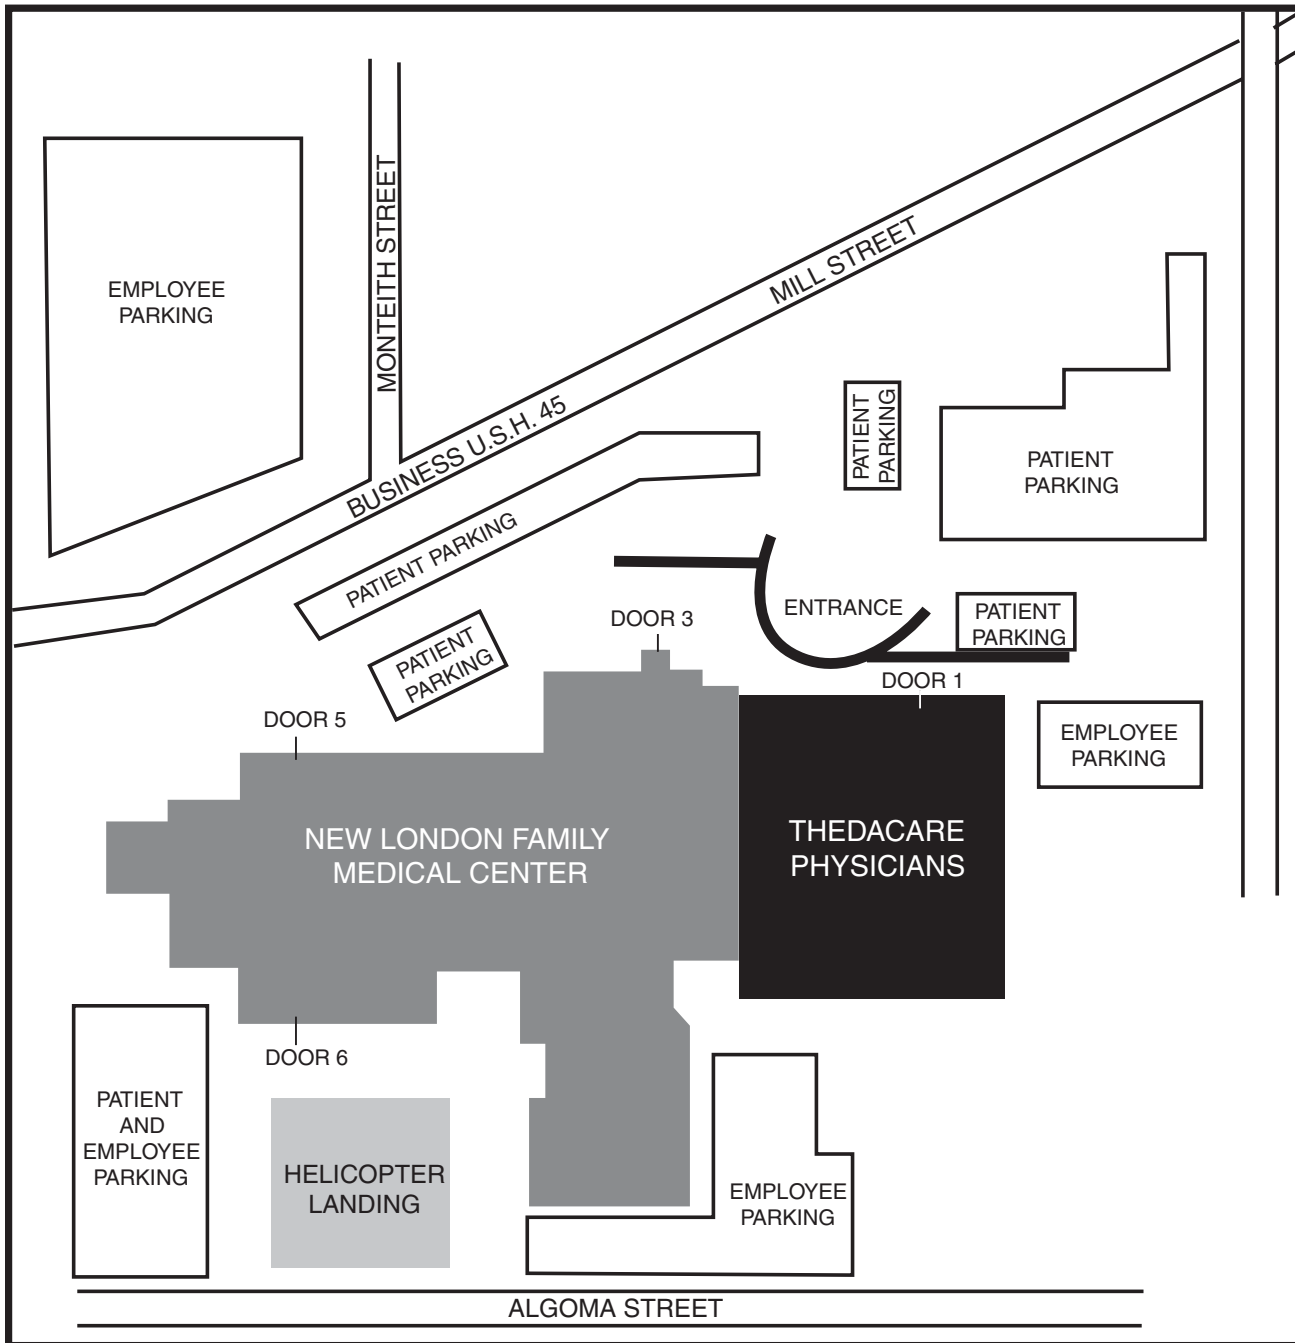 MONTEITH STREET
EMPLOYEE
PARKING
MILL STREET
BUSINESS U.S.H. 45
PATIENT
PARKING
PATIENT
PARKING
PATIENT PARKING
ENTRANCE
PATIENT
PARKING
DOOR 3
PATIENT
PARKING
DOOR 1
DOOR 5
EMPLOYEE
PARKING
NEW LONDON FAMILY
MEDICAL CENTER
THEDACARE
PHYSICIANS
DOOR 6
PATIENT
AND
EMPLOYEE
PARKING
HELICOPTER
LANDING
EMPLOYEE
PARKING
ALGOMA STREET